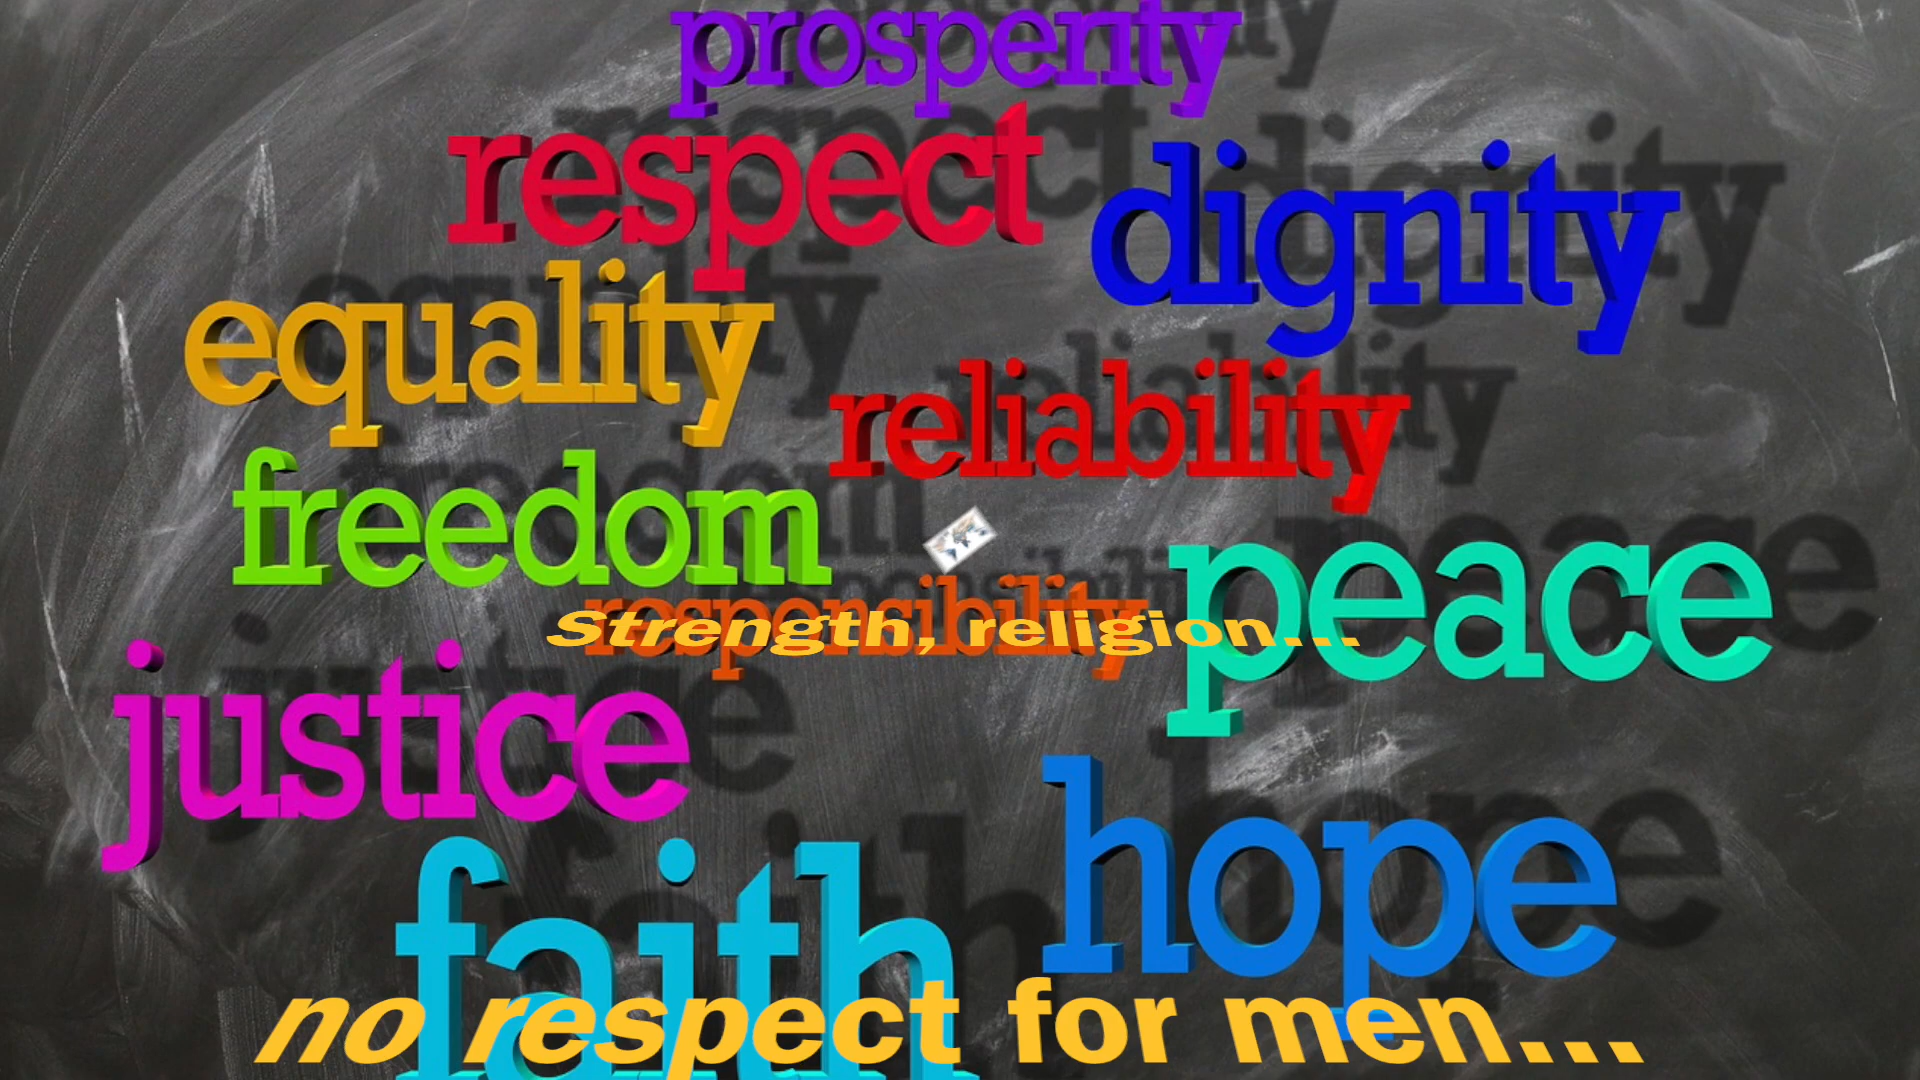 prosperity
respect
dignity
equality
reliability
freedom
peace
responsibility
Strength, religion...
justice
hope
faith
no respect for men...